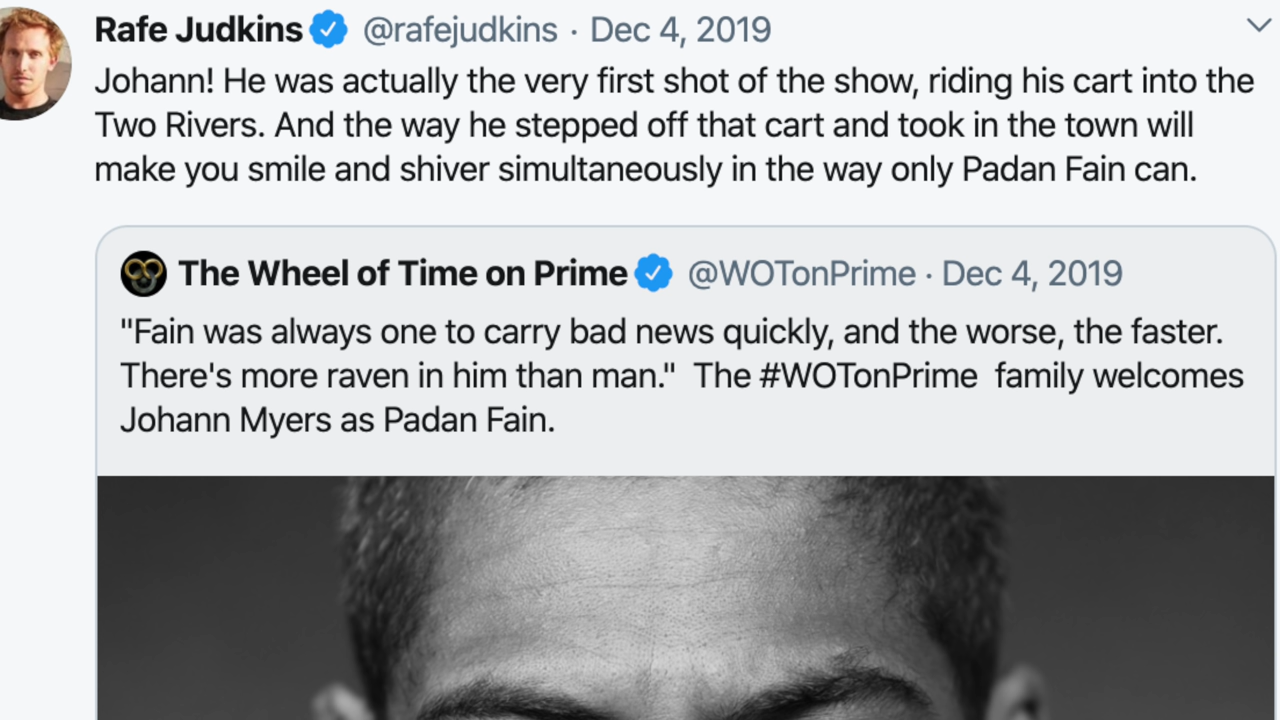 Rafe Judkins @rafejudkins · Dec 4, 2019
Johann! He was actually the very first shot of the show, riding his cart into the
Two Rivers. And the way he stepped off that cart and took in the town will
make you smile and shiver simultaneously in the way only Padan Fain can.
The Wheel of Time on Prime @WOTonPrime · Dec 4, 2019
"Fain was always one to carry bad news quickly, and the worse, the faster.
There's more raven in him than man."  The #WOTonPrime  family welcomes
Johann Myers as Padan Fain.